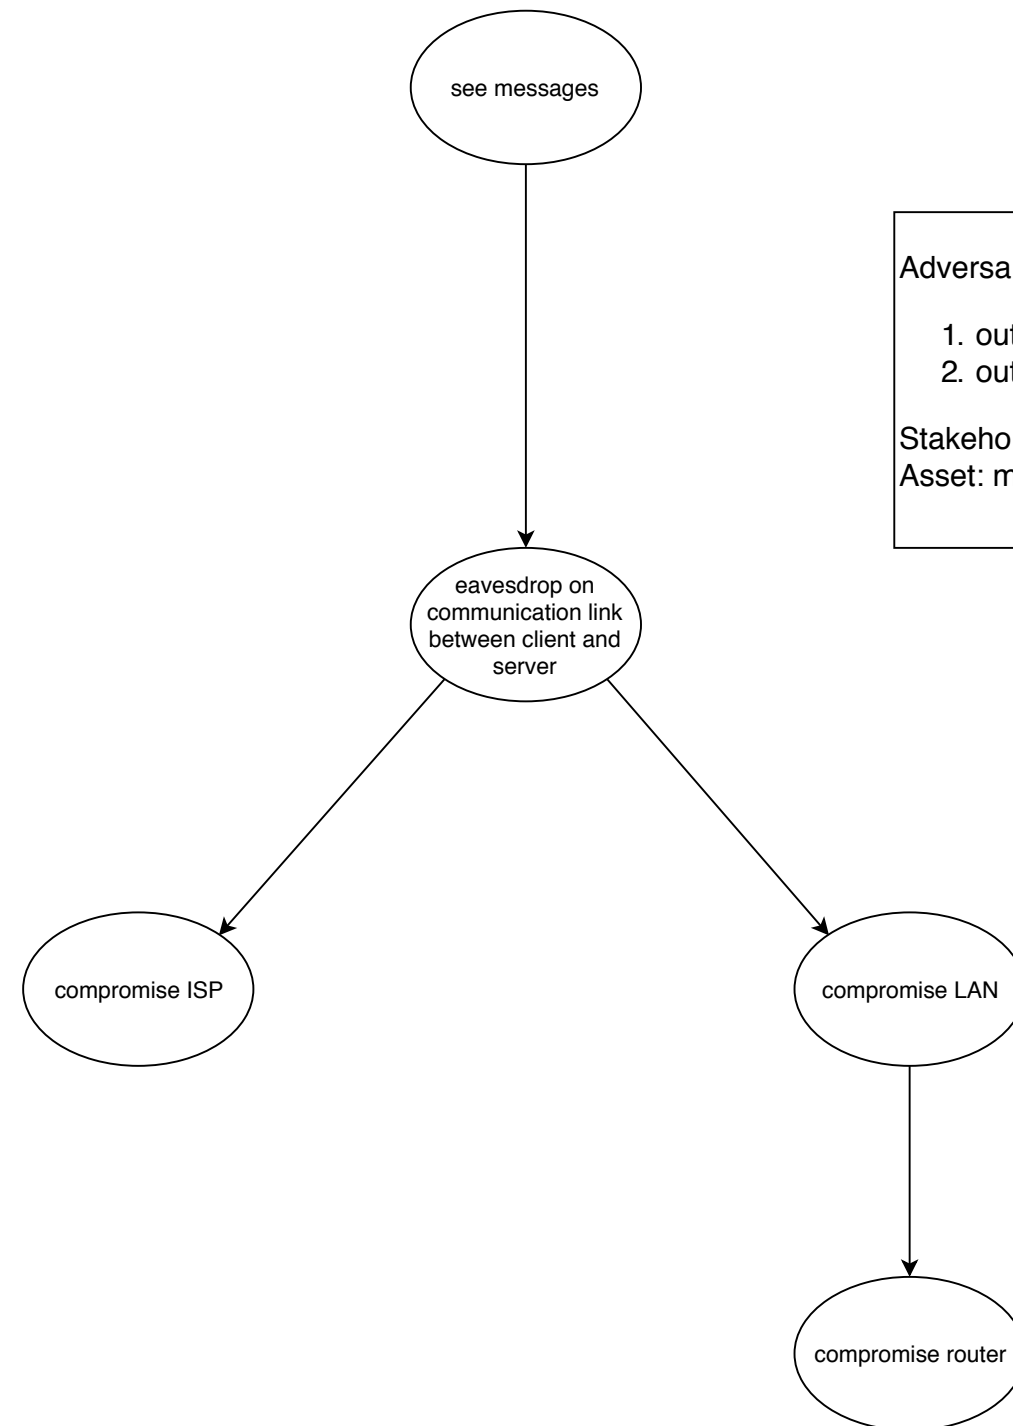 see messages
Adversa
1. out
2. out
Stakeho
Asset: m
eavesdrop on
communication link
between client and
server
compromise ISP
compromise LAN
compromise router